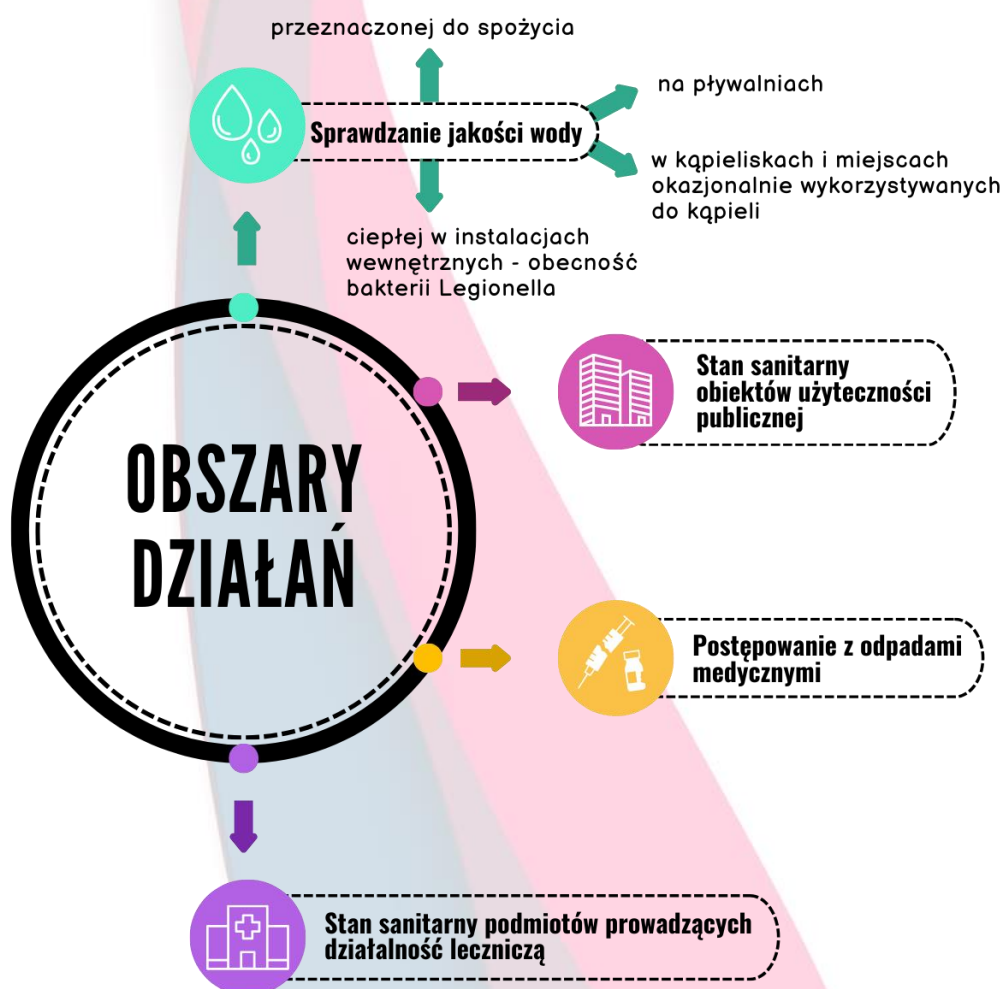 przeznaczonej do spożycia
na pływalniach
Sprawdzanie jakości wody
w kąpieliskach i miejscach
okazjonalnie wykorzystywanych
do kąpieli
ciepłej w instalacjach
wewnętrznych - obecność
bakterii Legionella
OBSZARY
DZIAŁAŃ
Stan sanitarny
obiektów użyteczności
publicznej
Postępowanie z odpadami
medycznymi
Stan sanitarny podmiotów prowadzących
działalność leczniczą